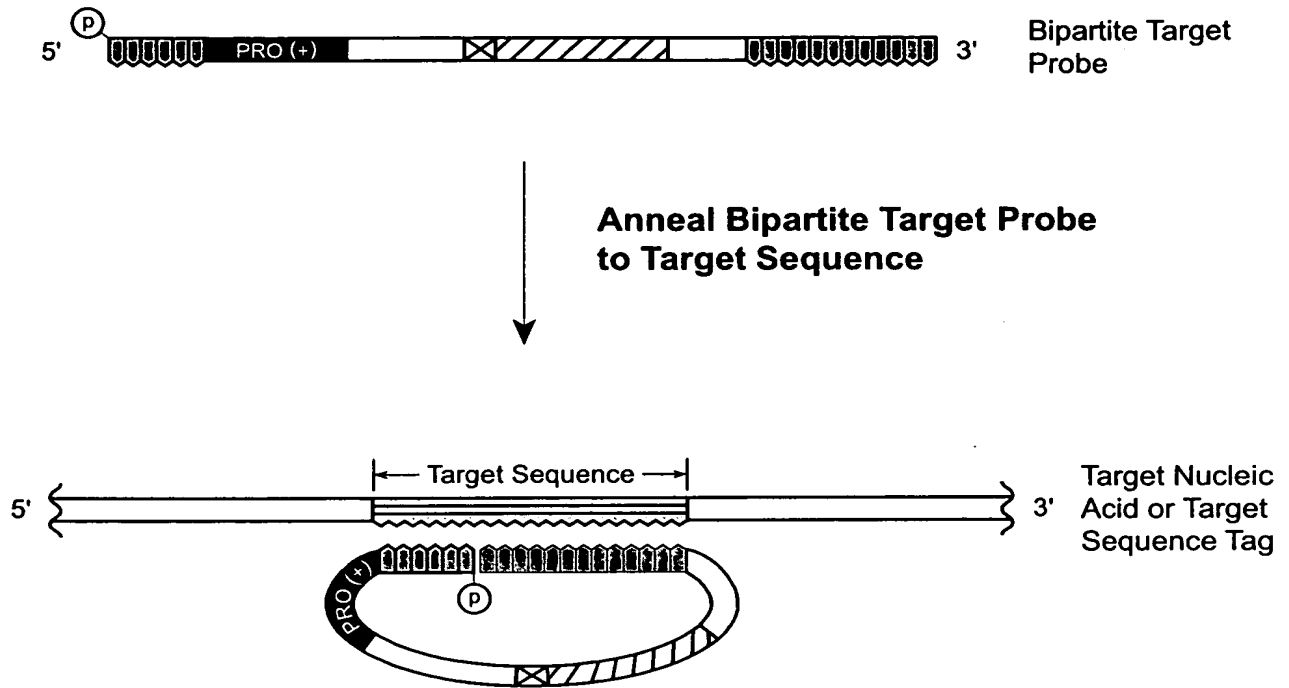 p
5'
PRO (+)
3'
Bipartite Target
Probe
Anneal Bipartite Target Probe
to Target Sequence
Target Sequence
5'
3'
Target Nucleic
Acid or Target
Sequence Tag
PRO (+)
p